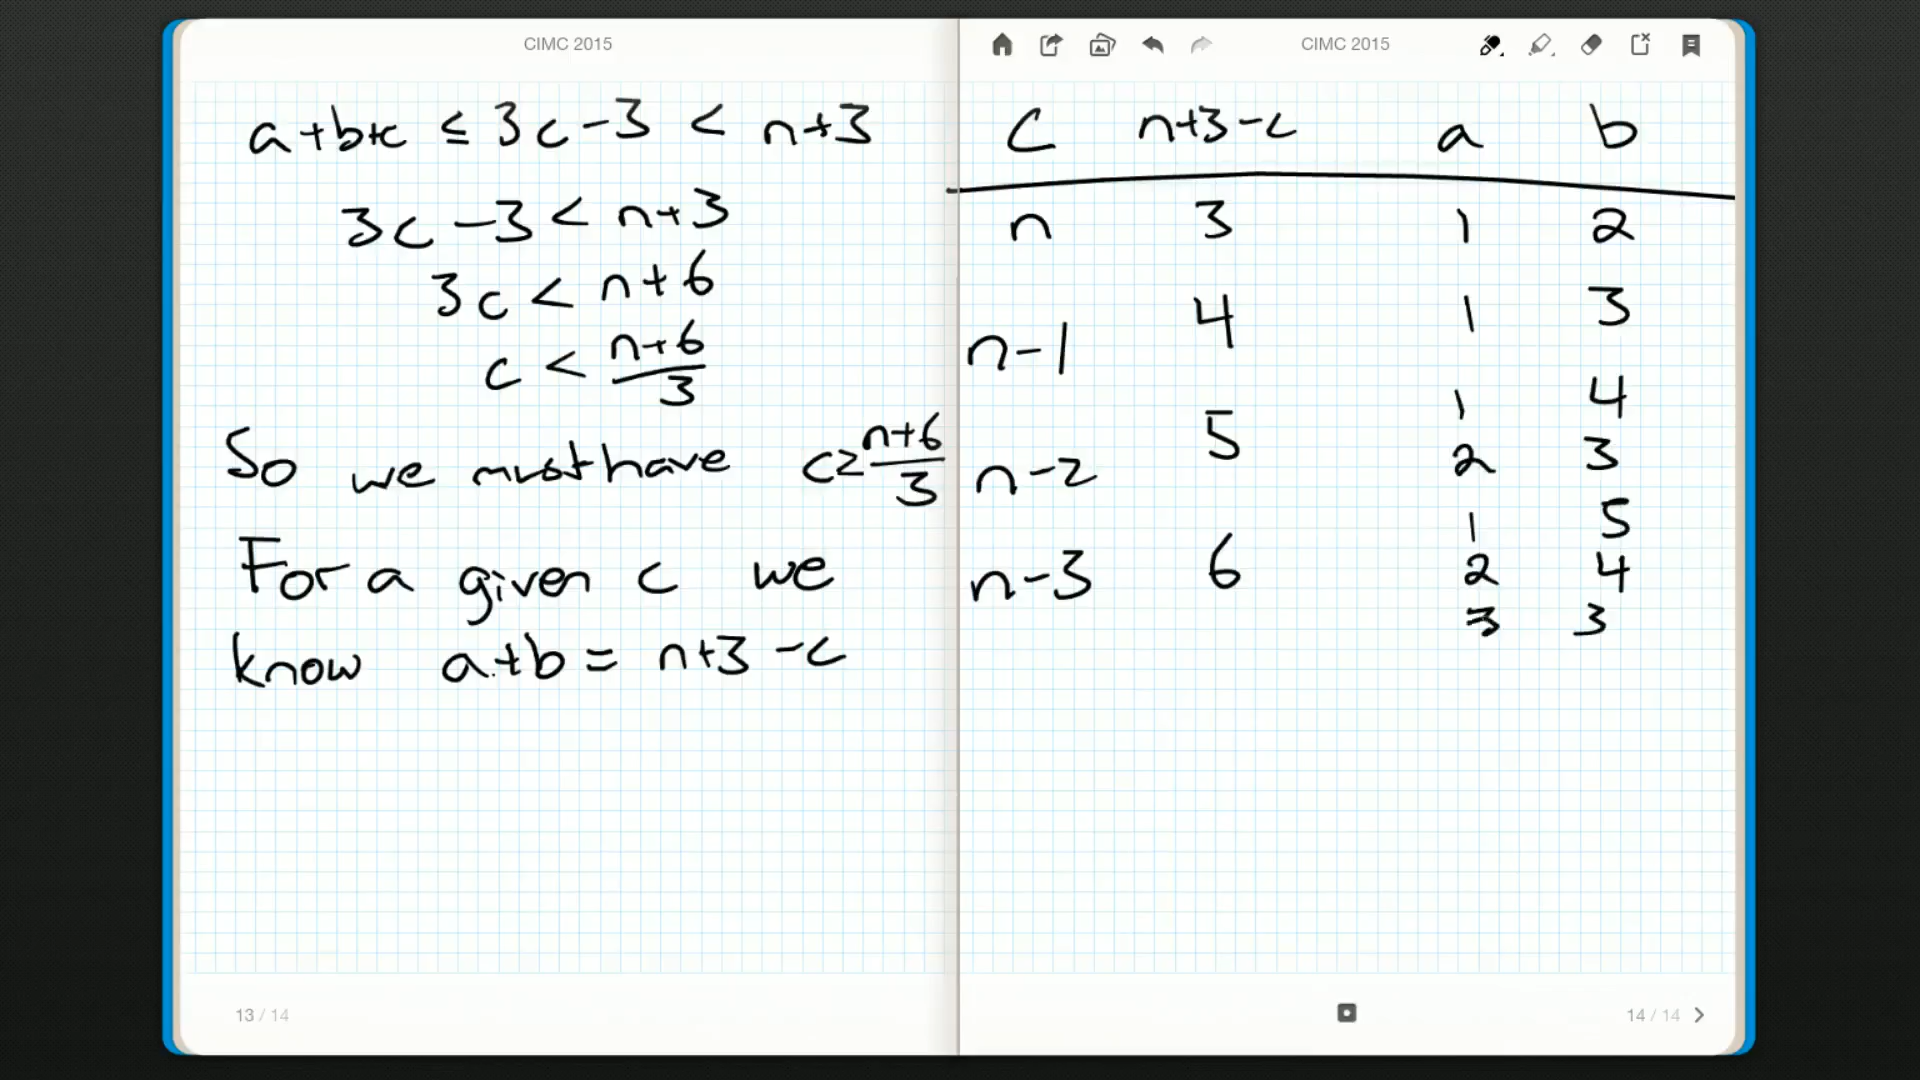 CIMC 2015
a+b+c ≤ 3c-3 < n+3
3c-3 < n+3
3c < n+6
c < (n+6)/3
So we must have c ≥ (n+6)/3
For a given c we
know a+b = n+3-c
13 / 14
CIMC 2015
c n+3-c a b
n 3 1 2
n-1 4 1 3
1 4
n-2 5 2 3
1 5
n-3 6 2 4
3 3
14 / 14